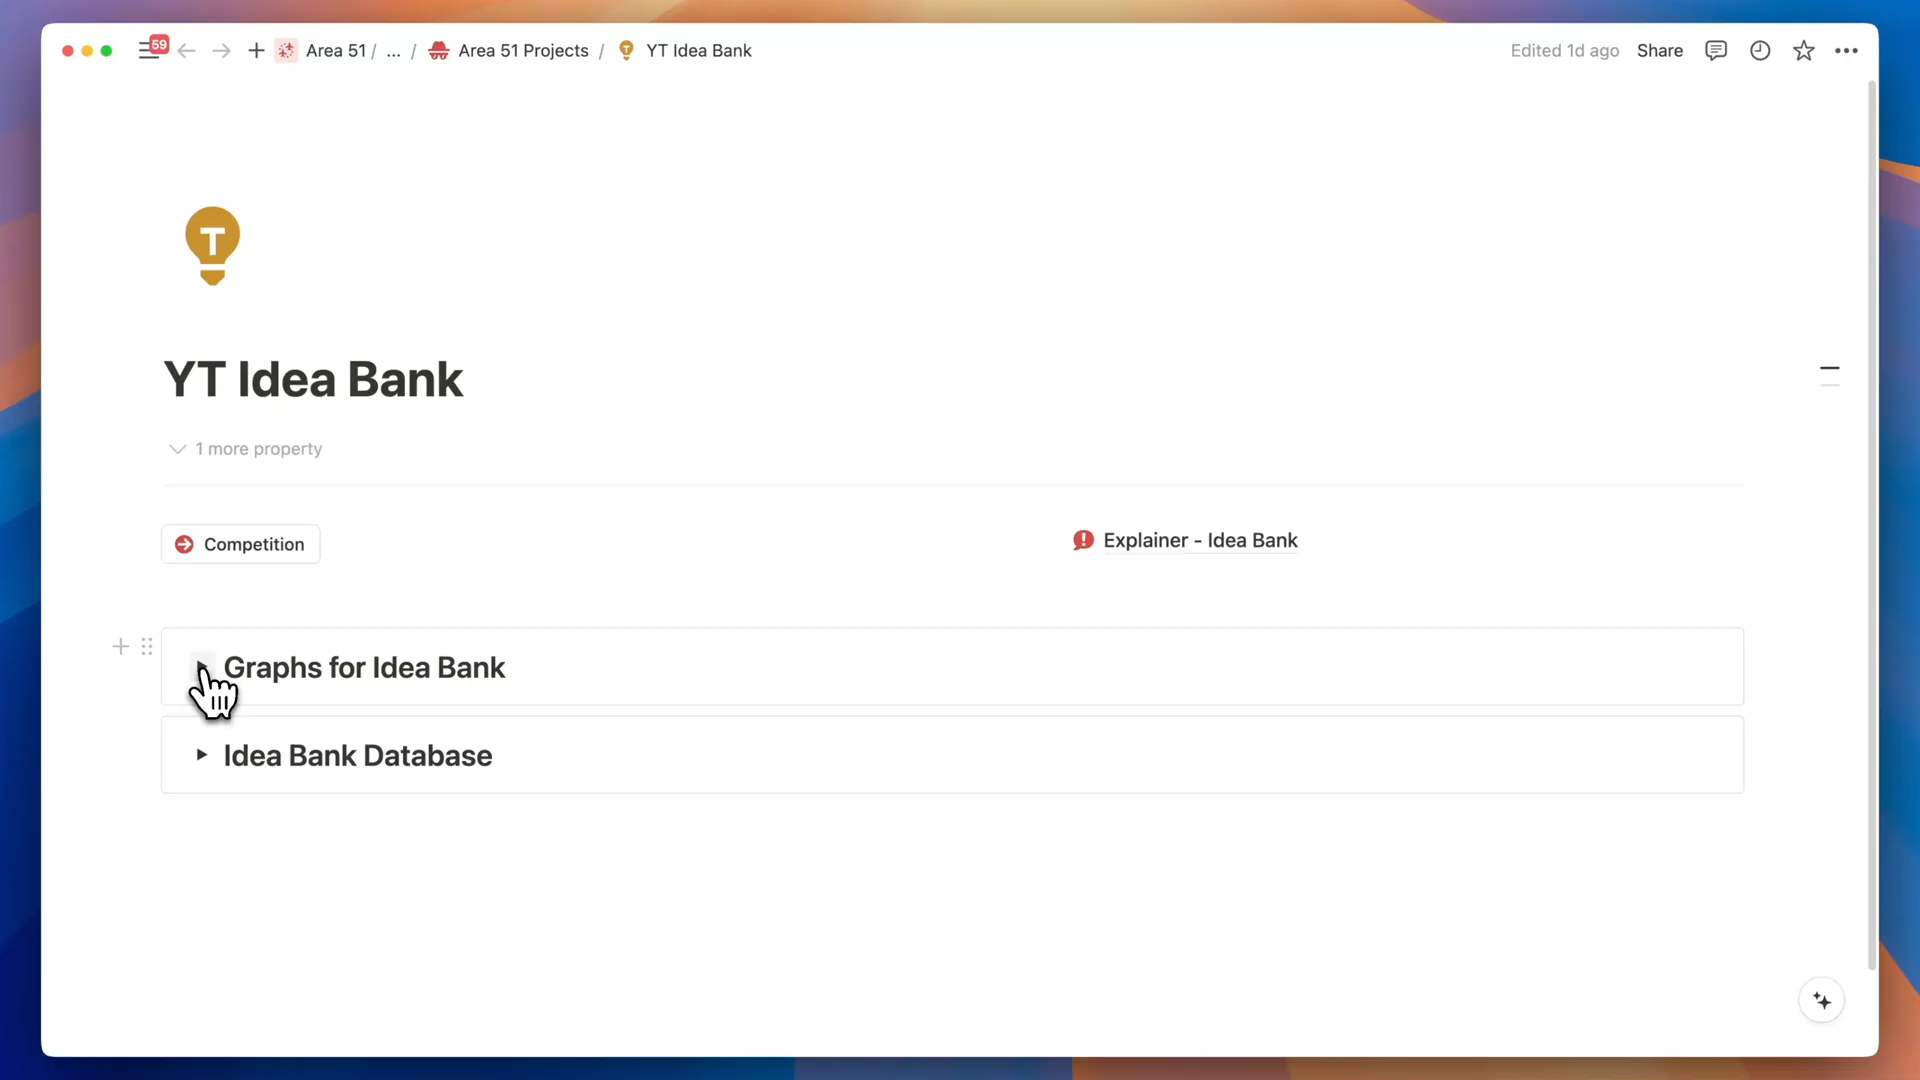 59
Area 51 / ... / Area 51 Projects / YT Idea Bank
Edited 1d ago Share
T
YT Idea Bank
1 more property
Competition
Explainer - Idea Bank
Graphs for Idea Bank
Idea Bank Database